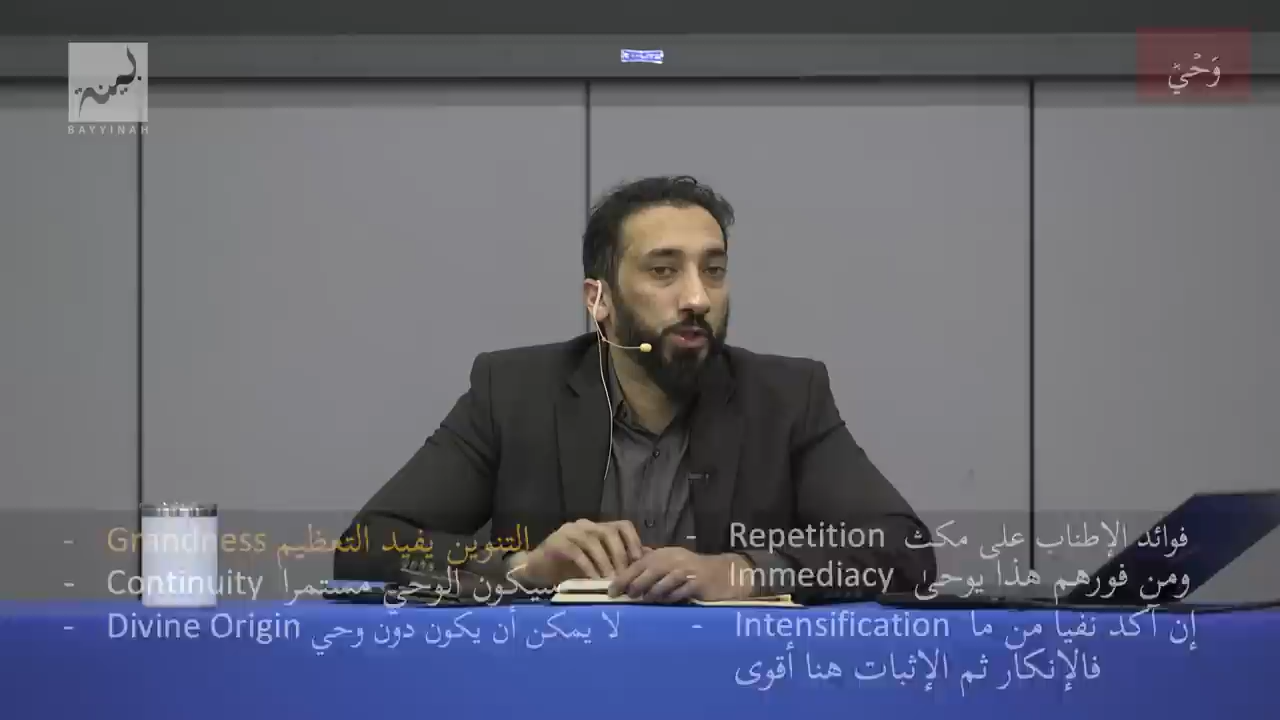 بينة
BAYYINAH
وَحْيٌ
- Grandness التنوين يفيد التعظيم
- Continuity سيكون الوحي مستمرا
- Divine Origin لا يمكن أن يكون دون وحي
- Repetition فوائد الإطناب على مكث
- Immediacy ومن فورهم هذا يوحى
- Intensification إن آكد نفيا من ما
فالإنكار ثم الإثبات هنا أقوى